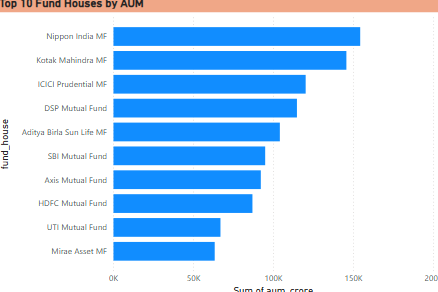 Top 10 Fund Houses by AUM
Nippon India MF
Kotak Mahindra MF
ICICI Prudential MF
DSP Mutual Fund
Aditya Birla Sun Life MF
SBI Mutual Fund
Axis Mutual Fund
HDFC Mutual Fund
UTI Mutual Fund
Mirae Asset MF
fund_house
0K 50K 100K 150K 200
Sum of aum_crore